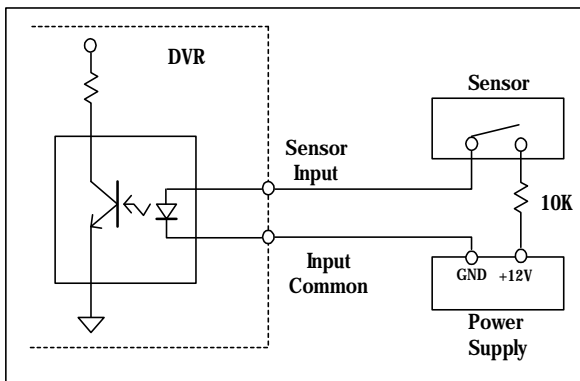 DVR
Sensor
Sensor
Input
10K
Input
Common
GND +12V
Power
Supply